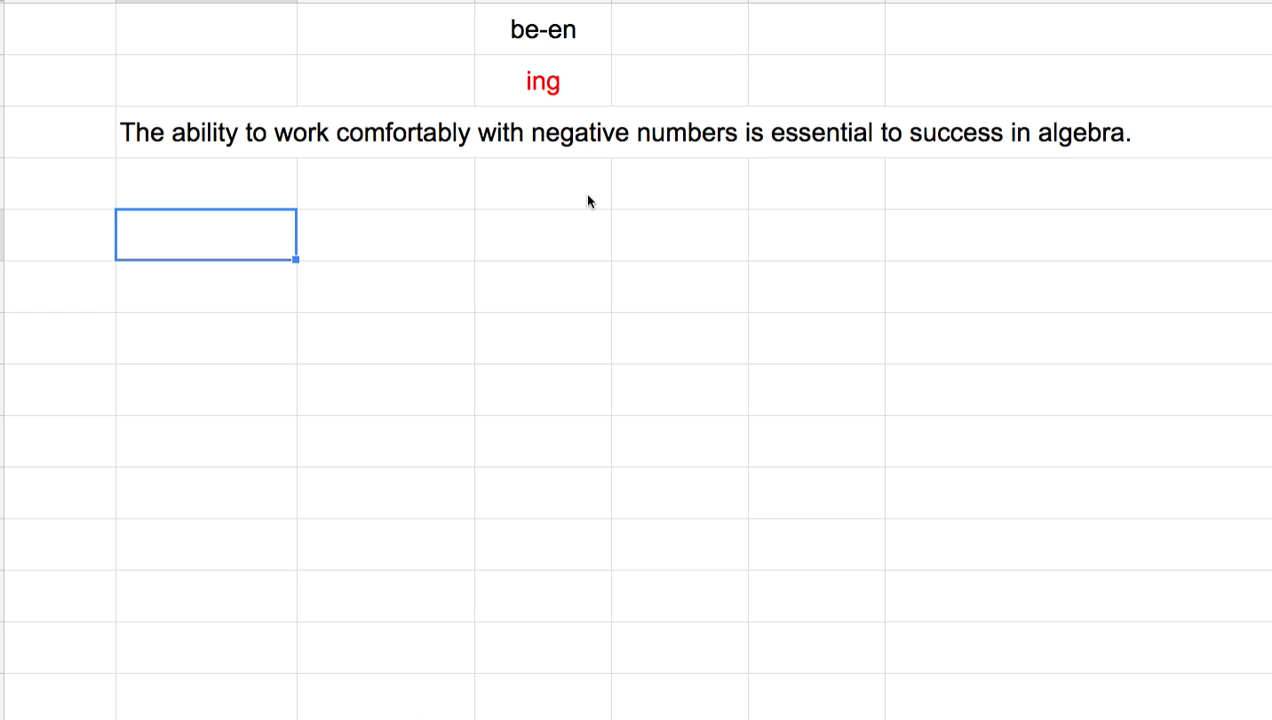 be-en
ing
The ability to work comfortably with negative numbers is essential to success in algebra.